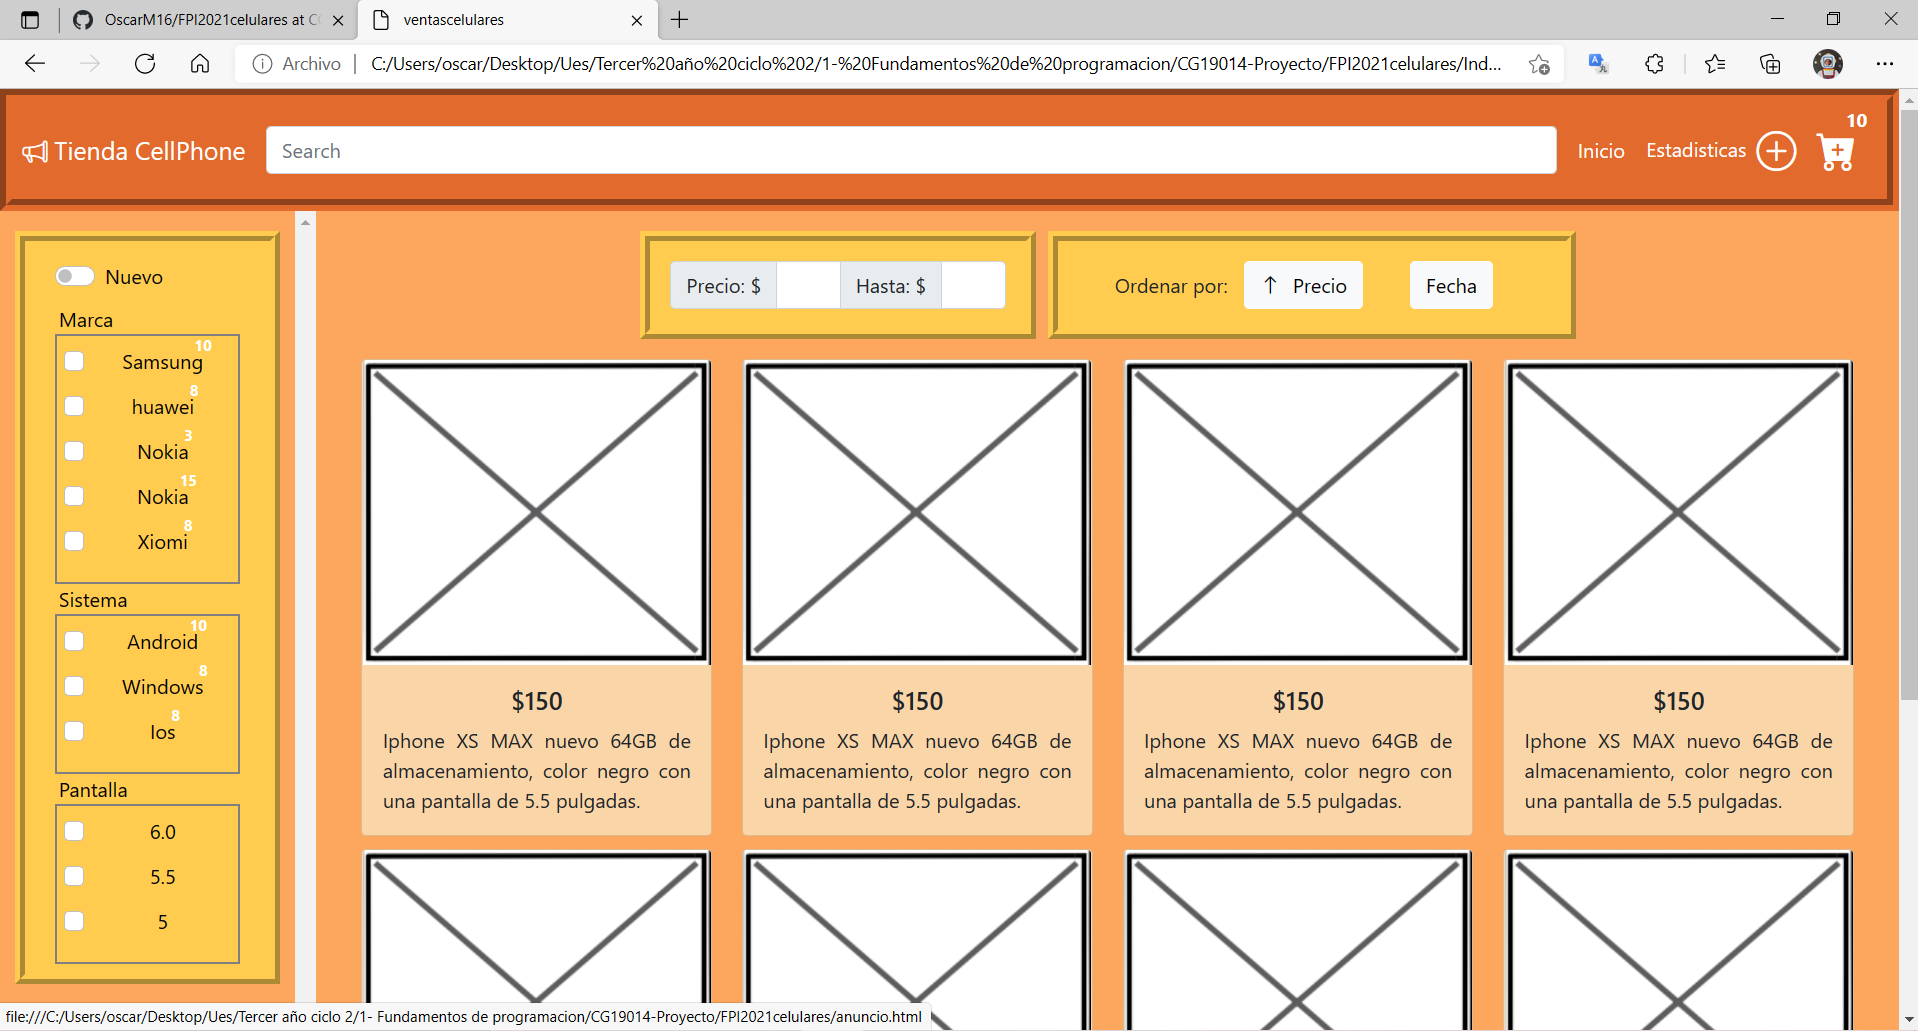 OscarM16/FPI2021celulares at CG
ventascelulares
Archivo
C:/Users/oscar/Desktop/Ues/Tercer%20año%20ciclo%202/1-%20Fundamentos%20de%20programacion/CG19014-Proyecto/FPI2021celulares/Ind...
10
Tienda CellPhone
Search
Inicio
Estadisticas
Nuevo
Marca
10
Samsung
8
huawei
3
Nokia
15
Nokia
8
Xiomi
Sistema
10
Android
8
Windows
8
Ios
Pantalla
6.0
5.5
5
Precio: $
Hasta: $
Ordenar por:
Precio
Fecha
$150
Iphone XS MAX nuevo 64GB de
almacenamiento, color negro con
una pantalla de 5.5 pulgadas.
$150
Iphone XS MAX nuevo 64GB de
almacenamiento, color negro con
una pantalla de 5.5 pulgadas.
$150
Iphone XS MAX nuevo 64GB de
almacenamiento, color negro con
una pantalla de 5.5 pulgadas.
$150
Iphone XS MAX nuevo 64GB de
almacenamiento, color negro con
una pantalla de 5.5 pulgadas.
file:///C:/Users/oscar/Desktop/Ues/Tercer año ciclo 2/1- Fundamentos de programacion/CG19014-Proyecto/FPI2021celulares/anuncio.html